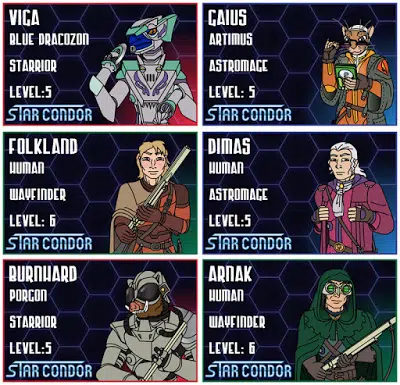 VIGA
BLUE DRACOZON
STARRIOR
LEVEL:5
STAR CONDOR
GAIUS
ARTIMUS
ASTROMAGE
LEVEL: 5
STAR CONDOR
FOLKLAND
HUMAN
WAYFINDER
LEVEL: 6
STAR CONDOR
DIMAS
HUMAN
ASTROMAGE
LEVEL:5
STAR CONDOR
BURNHARD
PORGON
STARRIOR
LEVEL:5
STAR CONDOR
ARNAK
HUMAN
WAYFINDER
LEVEL: 6
STAR CONDOR